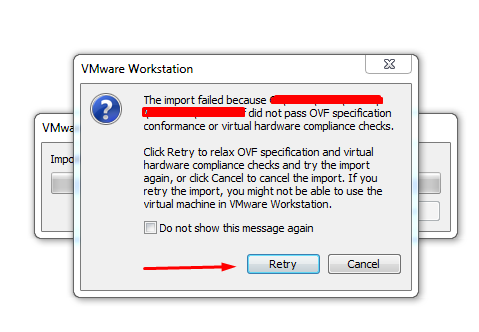 VMware Workstation
The import failed because
did not pass OVF specification
conformance or virtual hardware compliance checks.
Click Retry to relax OVF specification and virtual
hardware compliance checks and try the import
again, or click Cancel to cancel the import. If you
retry the import, you might not be able to use the
virtual machine in VMware Workstation.
Do not show this message again
Retry
Cancel